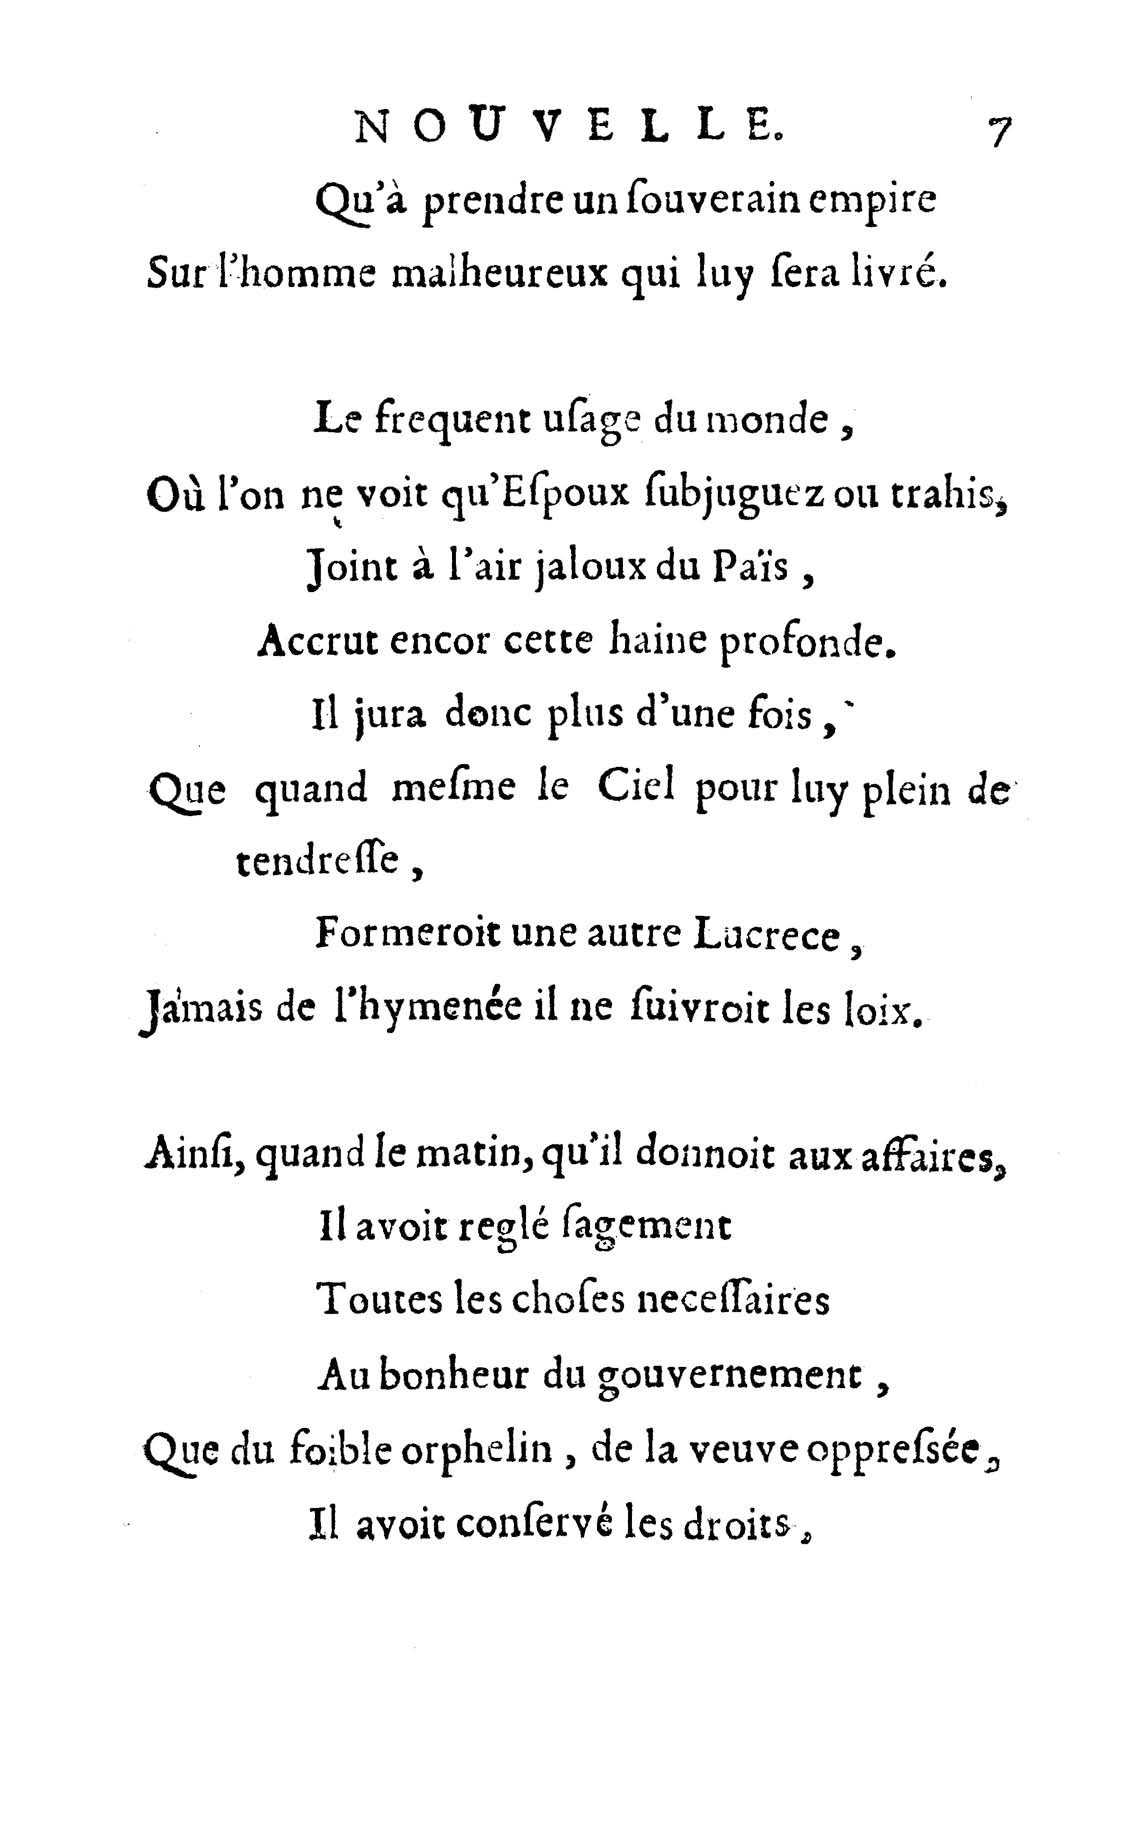 NOUVELLE. 7
Qu'à prendre un ſouverain empire
Sur l'homme malheureux qui luy ſera livré.
Le frequent uſage du monde,
Où l'on ne voit qu'Eſpoux ſubjuguez ou trahis,
Joint à l'air jaloux du Païs,
Accrut encor cette haine profonde.
Il jura donc plus d'une fois,
Que quand meſme le Ciel pour luy plein de
tendreſſe,
Formeroit une autre Lucrece,
Jamais de l'hymenée il ne ſuivroit les loix.
Ainſi, quand le matin, qu'il donnoit aux affaires,
Il avoit reglé ſagement
Toutes les choſes neceſſaires
Au bonheur du gouvernement,
Que du foible orphelin, de la veuve oppreſsée,
Il avoit conſervé les droits,